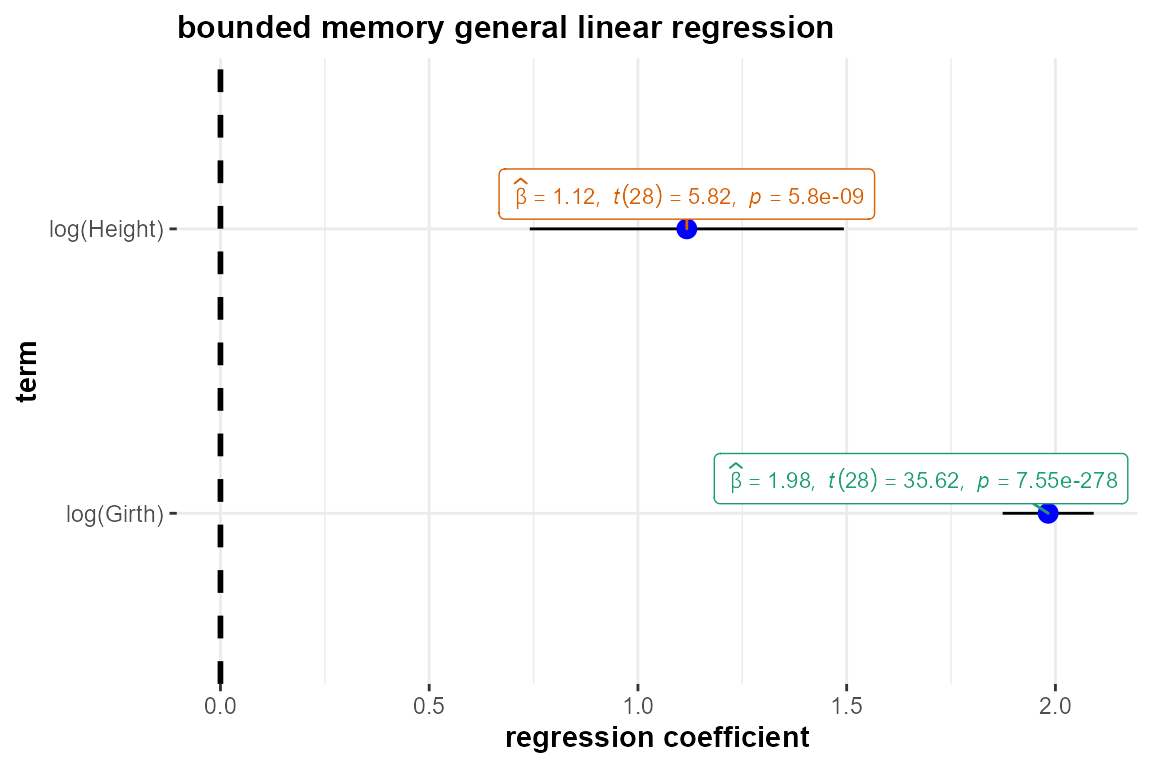 bounded memory general linear regression
β̂ = 1.12, t(28) = 5.82, p = 5.8e-09
log(Height)
term
β̂ = 1.98, t(28) = 35.62, p = 7.55e-278
log(Girth)
0.0 0.5 1.0 1.5 2.0
regression coefficient